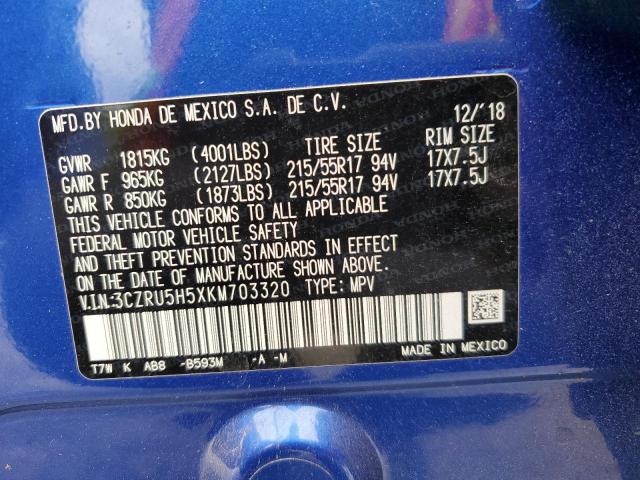 MFD.BY HONDA DE MEXICO S.A. DE C.V. 12/'18
GVWR 1815KG (4001LBS) TIRE SIZE RIM SIZE
GAWR F 965KG (2127LBS) 215/55R17 94V 17X7.5J
GAWR R 850KG (1873LBS) 215/55R17 94V 17X7.5J
THIS VEHICLE CONFORMS TO ALL APPLICABLE
FEDERAL MOTOR VEHICLE SAFETY
AND THEFT PREVENTION STANDARDS IN EFFECT
ON THE DATE OF MANUFACTURE SHOWN ABOVE.
V.I.N:3CZRU5H5XKM703320 TYPE: MPV
T7W K AB8 -B593M -A -M MADE IN MEXICO